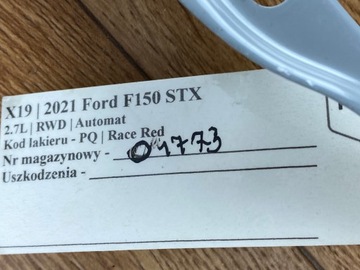 X19 | 2021 Ford F150 STX
2.7L | RWD | Automat
Kod lakieru - PQ | Race Red
Nr magazynowy - 01773
Uszkodzenia -